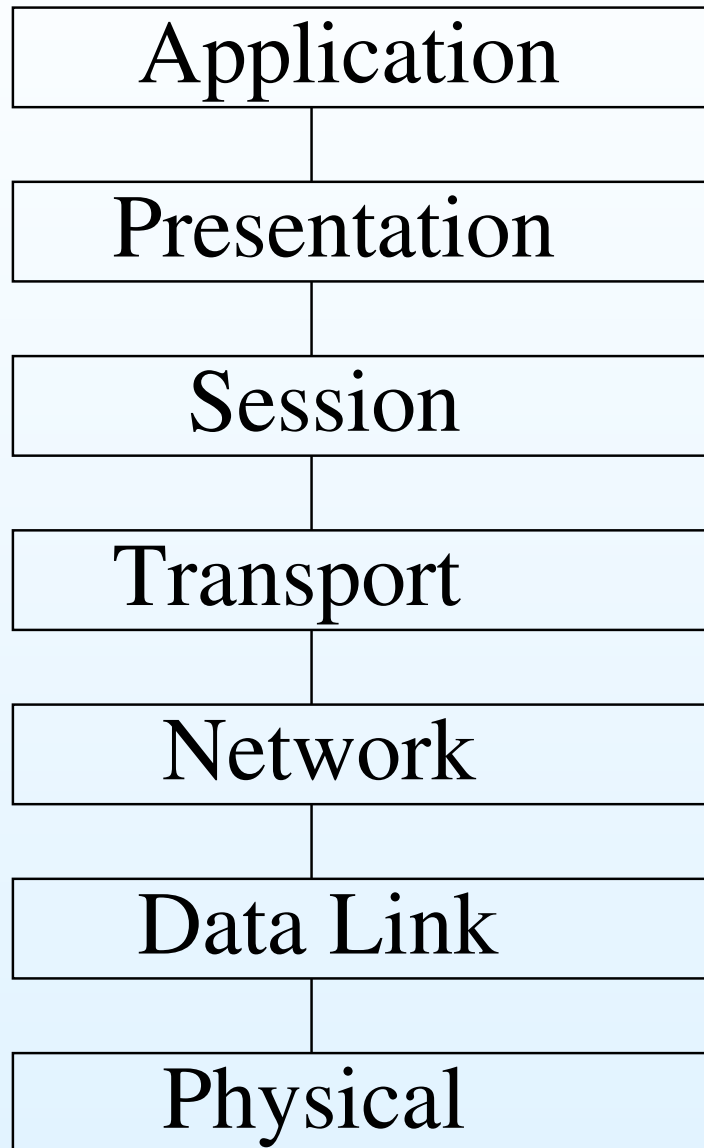 Application
Presentation
Session
Transport
Network
Data Link
Physical